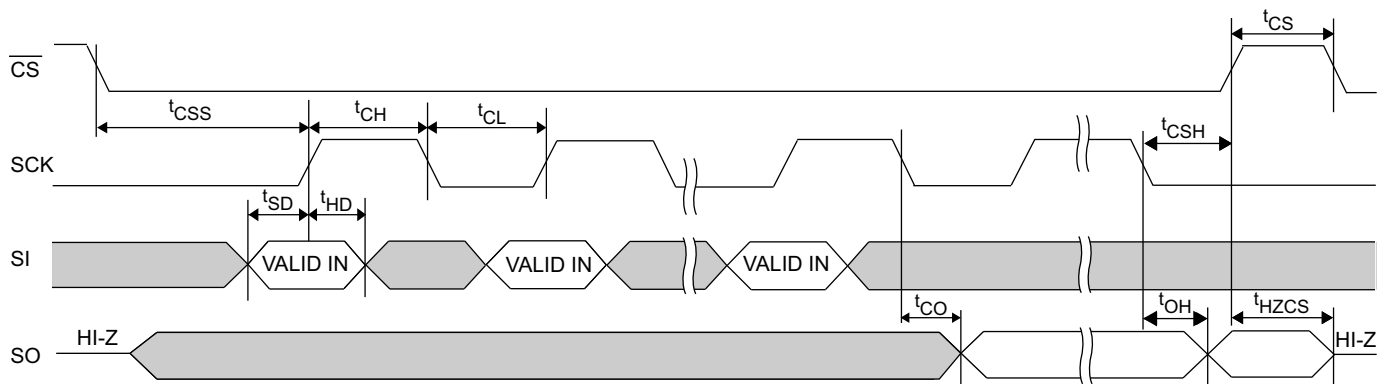 tCS
CS
tCSS
tCH
tCL
tCSH
SCK
tSD
tHD
SI
VALID IN
VALID IN
VALID IN
tCO
tOH
tHZCS
SO
HI-Z
HI-Z